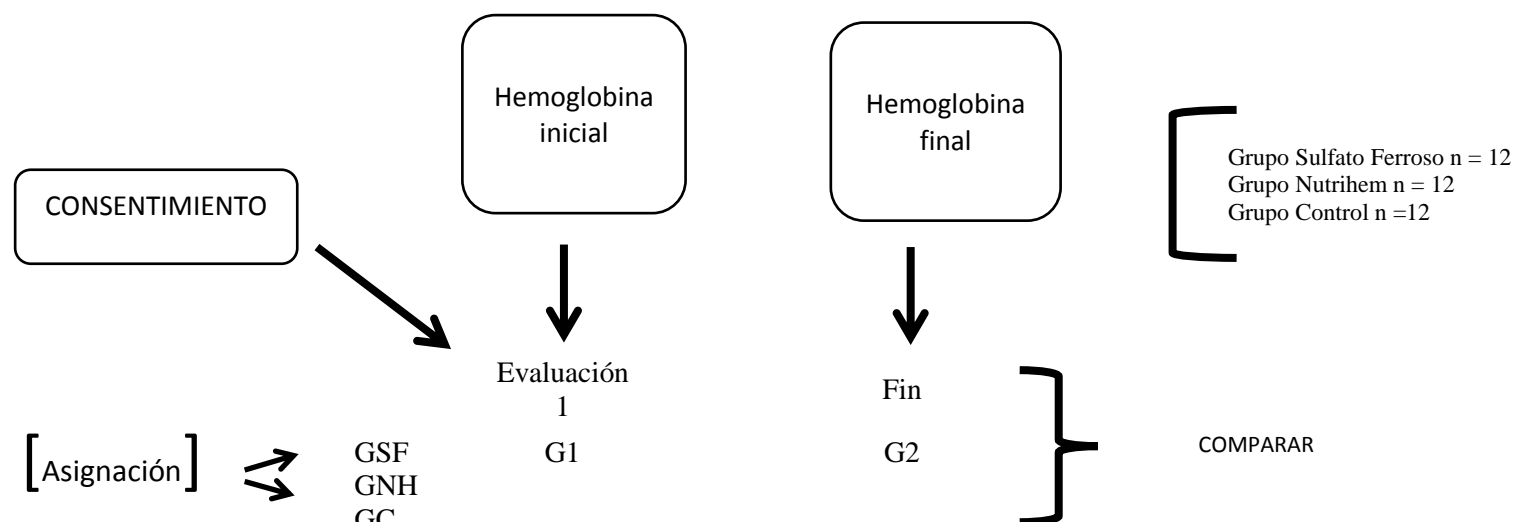 Hemoglobina
inicial
Hemoglobina
final
Grupo Sulfato Ferroso n = 12
Grupo Nutrihem n = 12
Grupo Control n =12
CONSENTIMIENTO
Evaluación
1
Fin
[Asignación]
GSF
G1
G2
COMPARAR
GNH
GC